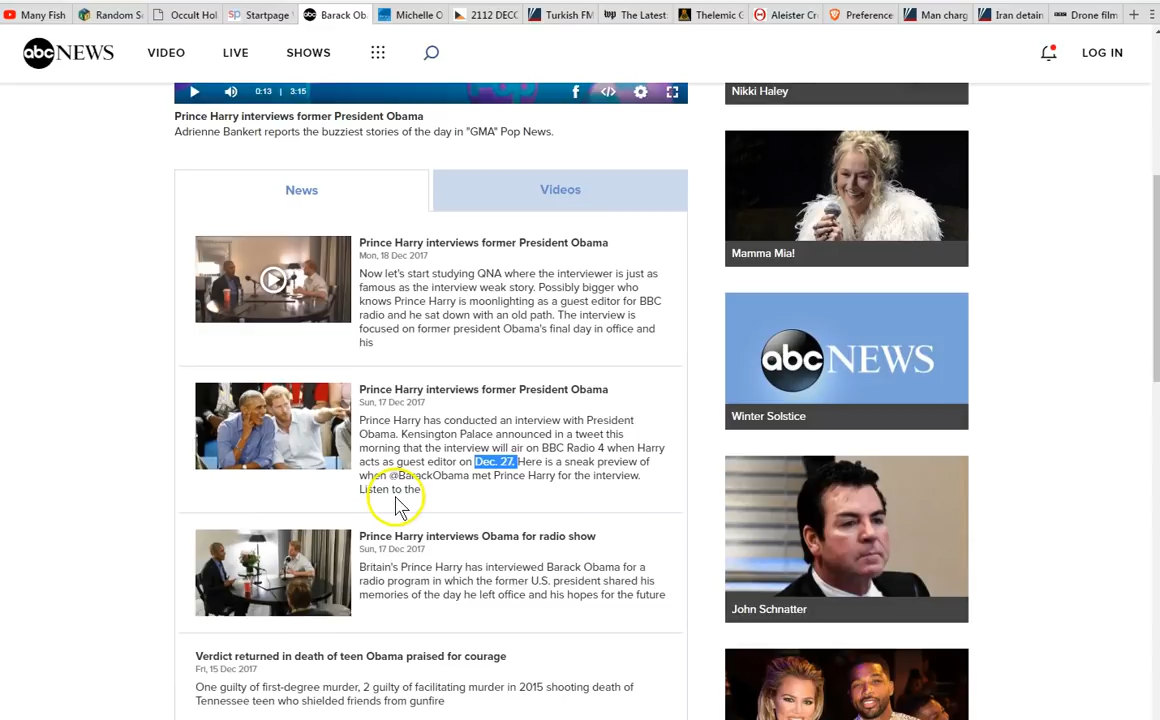 Many Fish
Random S
Occult Hol
Startpage
Barack Ob
Michelle O
2112 DECC
Turkish FM
The Latest:
Thelemic C
Aleister Cr
Preference
Man charg
Iran detain
Drone film
abc NEWS
VIDEO
LIVE
SHOWS
LOG IN
0:13 | 3:15
Prince Harry interviews former President Obama
Adrienne Bankert reports the buzziest stories of the day in "GMA" Pop News.
News
Videos
Prince Harry interviews former President Obama
Mon, 18 Dec 2017
Now let's start studying QNA where the interviewer is just as
famous as the interview weak story. Possibly bigger who
knows Prince Harry is moonlighting as a guest editor for BBC
radio and he sat down with an old path. The interview is
focused on former president Obama's final day in office and
his
Prince Harry interviews former President Obama
Sun, 17 Dec 2017
Prince Harry has conducted an interview with President
Obama. Kensington Palace announced in a tweet this
morning that the interview will air on BBC Radio 4 when Harry
acts as guest editor on Dec. 27. Here is a sneak preview of
when @BarackObama met Prince Harry for the interview.
Listen to the
Prince Harry interviews Obama for radio show
Sun, 17 Dec 2017
Britain's Prince Harry has interviewed Barack Obama for a
radio program in which the former U.S. president shared his
memories of the day he left office and his hopes for the future
Verdict returned in death of teen Obama praised for courage
Fri, 15 Dec 2017
One guilty of first-degree murder, 2 guilty of facilitating murder in 2015 shooting death of
Tennessee teen who shielded friends from gunfire
Nikki Haley
Mamma Mia!
abc NEWS
Winter Solstice
John Schnatter